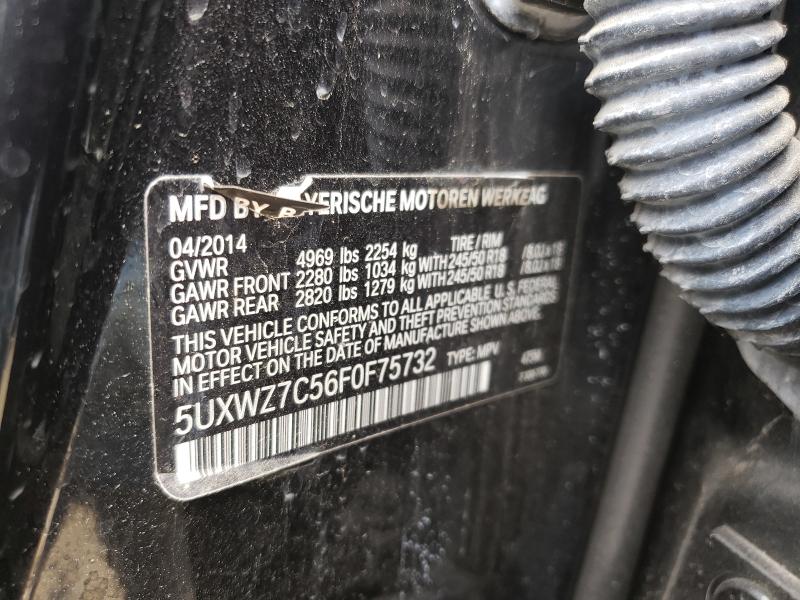 MFD BY BAYERISCHE MOTOREN WERKE AG
04/2014 TIRE / RIM
GVWR 4969 lbs 2254 kg
GAWR FRONT 2280 lbs 1034 kg WITH 245/50 R18
GAWR REAR 2820 lbs 1279 kg WITH 245/50 R18
THIS VEHICLE CONFORMS TO ALL APPLICABLE U.S. FEDERAL
MOTOR VEHICLE SAFETY AND THEFT PREVENTION STANDARDS
IN EFFECT ON THE DATE OF MANUFACTURE SHOWN ABOVE.
5UXWZ7C56F0F75732 TYPE: MPV